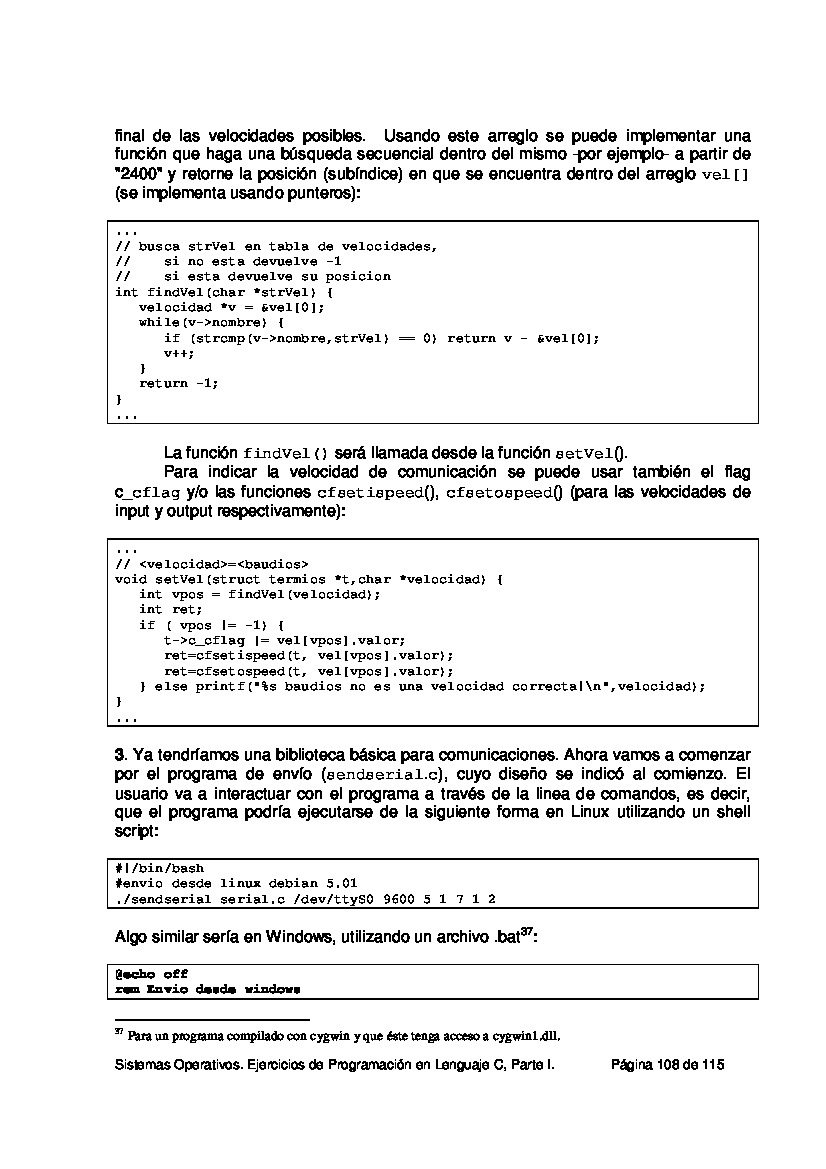 final de las velocidades posibles. Usando este arreglo se puede implementar una
función que haga una búsqueda secuencial dentro del mismo -por ejemplo- a partir de
"2400" y retorne la posición (subíndice) en que se encuentra dentro del arreglo vel[]
(se implementa usando punteros):
...
// busca strVel en tabla de velocidades,
//    si no esta devuelve -1
//    si esta devuelve su posicion
int findVel(char *strVel) {
   velocidad *v = &vel[0];
   while(v->nombre) {
      if (strcmp(v->nombre,strVel) == 0) return v - &vel[0];
      v++;
   }
   return -1;
}
...
La función findVel() será llamada desde la función setVel().
Para indicar la velocidad de comunicación se puede usar también el flag
c_cflag y/o las funciones cfsetispeed(), cfsetospeed() (para las velocidades de
input y output respectivamente):
...
// <velocidad>=<baudios>
void setVel(struct termios *t,char *velocidad) {
   int vpos = findVel(velocidad);
   int ret;
   if ( vpos != -1) {
      t->c_cflag |= vel[vpos].valor;
      ret=cfsetispeed(t, vel[vpos].valor);
      ret=cfsetospeed(t, vel[vpos].valor);
   } else printf("%s baudios no es una velocidad correcta!\n",velocidad);
}
...
3. Ya tendríamos una biblioteca básica para comunicaciones. Ahora vamos a comenzar
por el programa de envío (sendserial.c), cuyo diseño se indicó al comienzo. El
usuario va a interactuar con el programa a través de la linea de comandos, es decir,
que el programa podría ejecutarse de la siguiente forma en Linux utilizando un shell
script:
#!/bin/bash
#envio desde linux debian 5.01
./sendserial serial.c /dev/ttyS0 9600 5 1 7 1 2
Algo similar sería en Windows, utilizando un archivo .bat37:
@echo off
rem Envio desde windows
37 Para un programa compilado con cygwin y que éste tenga acceso a cygwin1.dll.
Sistemas Operativos. Ejercicios de Programación en Lenguaje C, Parte I. Página 108 de 115